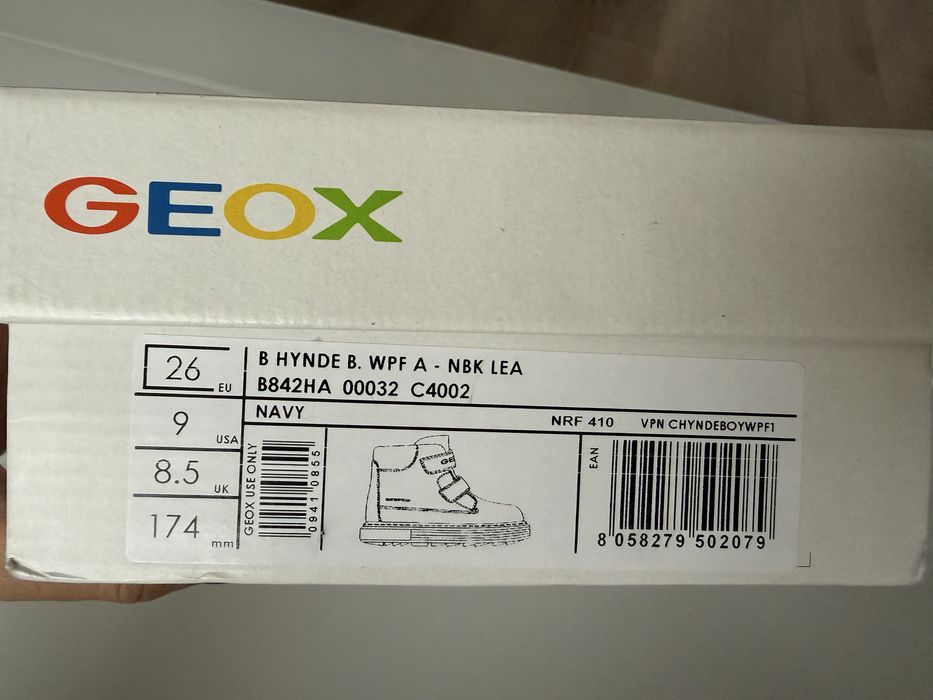 GEOX
26 EU
9 USA
8.5 UK
174 mm
B HYNDE B. WPF A - NBK LEA
B842HA 00032 C4002
NAVY
NRF 410 VPN CHYNDEBOYWPF1
GEOX USE ONLY
0941 0855
EAN
8 058279 502079